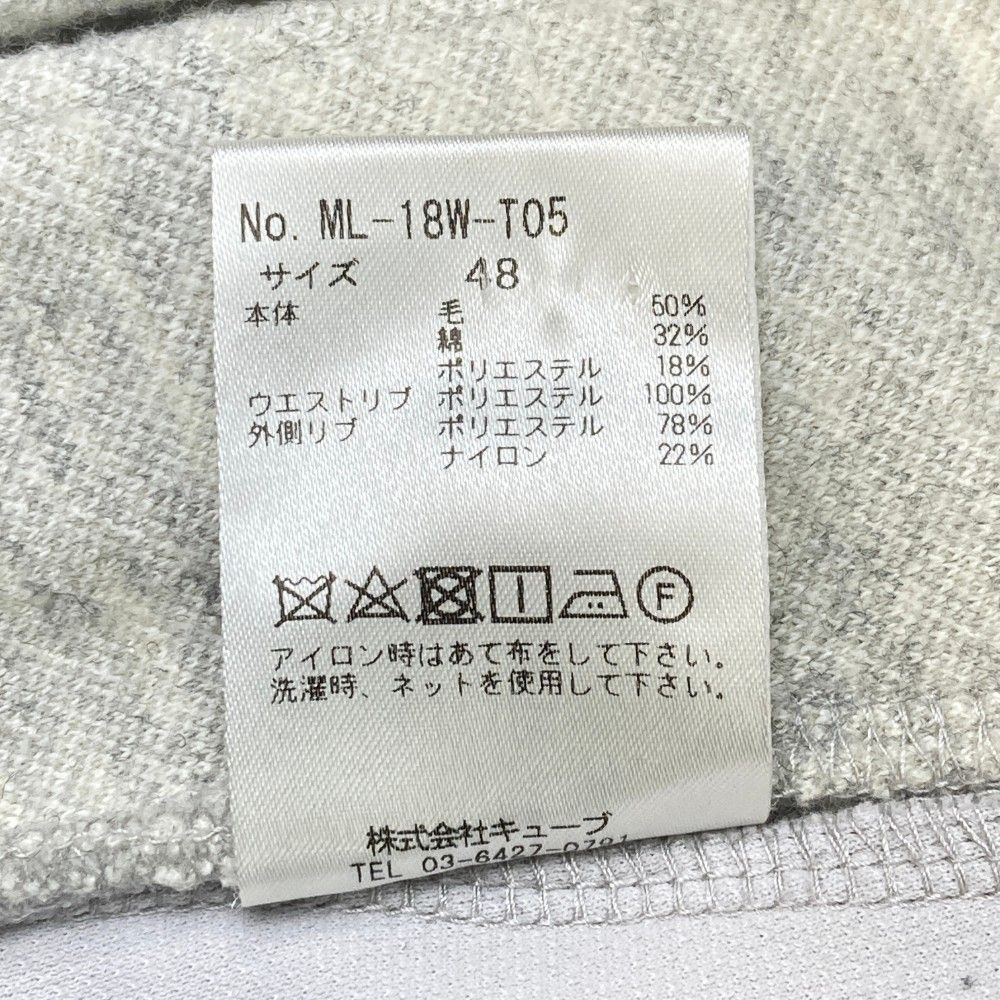 No. ML-18W-T05
サイズ 48
本体 毛 50%
綿 32%
ポリエステル 18%
ウエストリブ ポリエステル 100%
外側リブ ポリエステル 78%
ナイロン 22%
F
アイロン時はあて布をして下さい。
洗濯時、ネットを使用して下さい。
株式会社キューブ
TEL 03-6427-0791